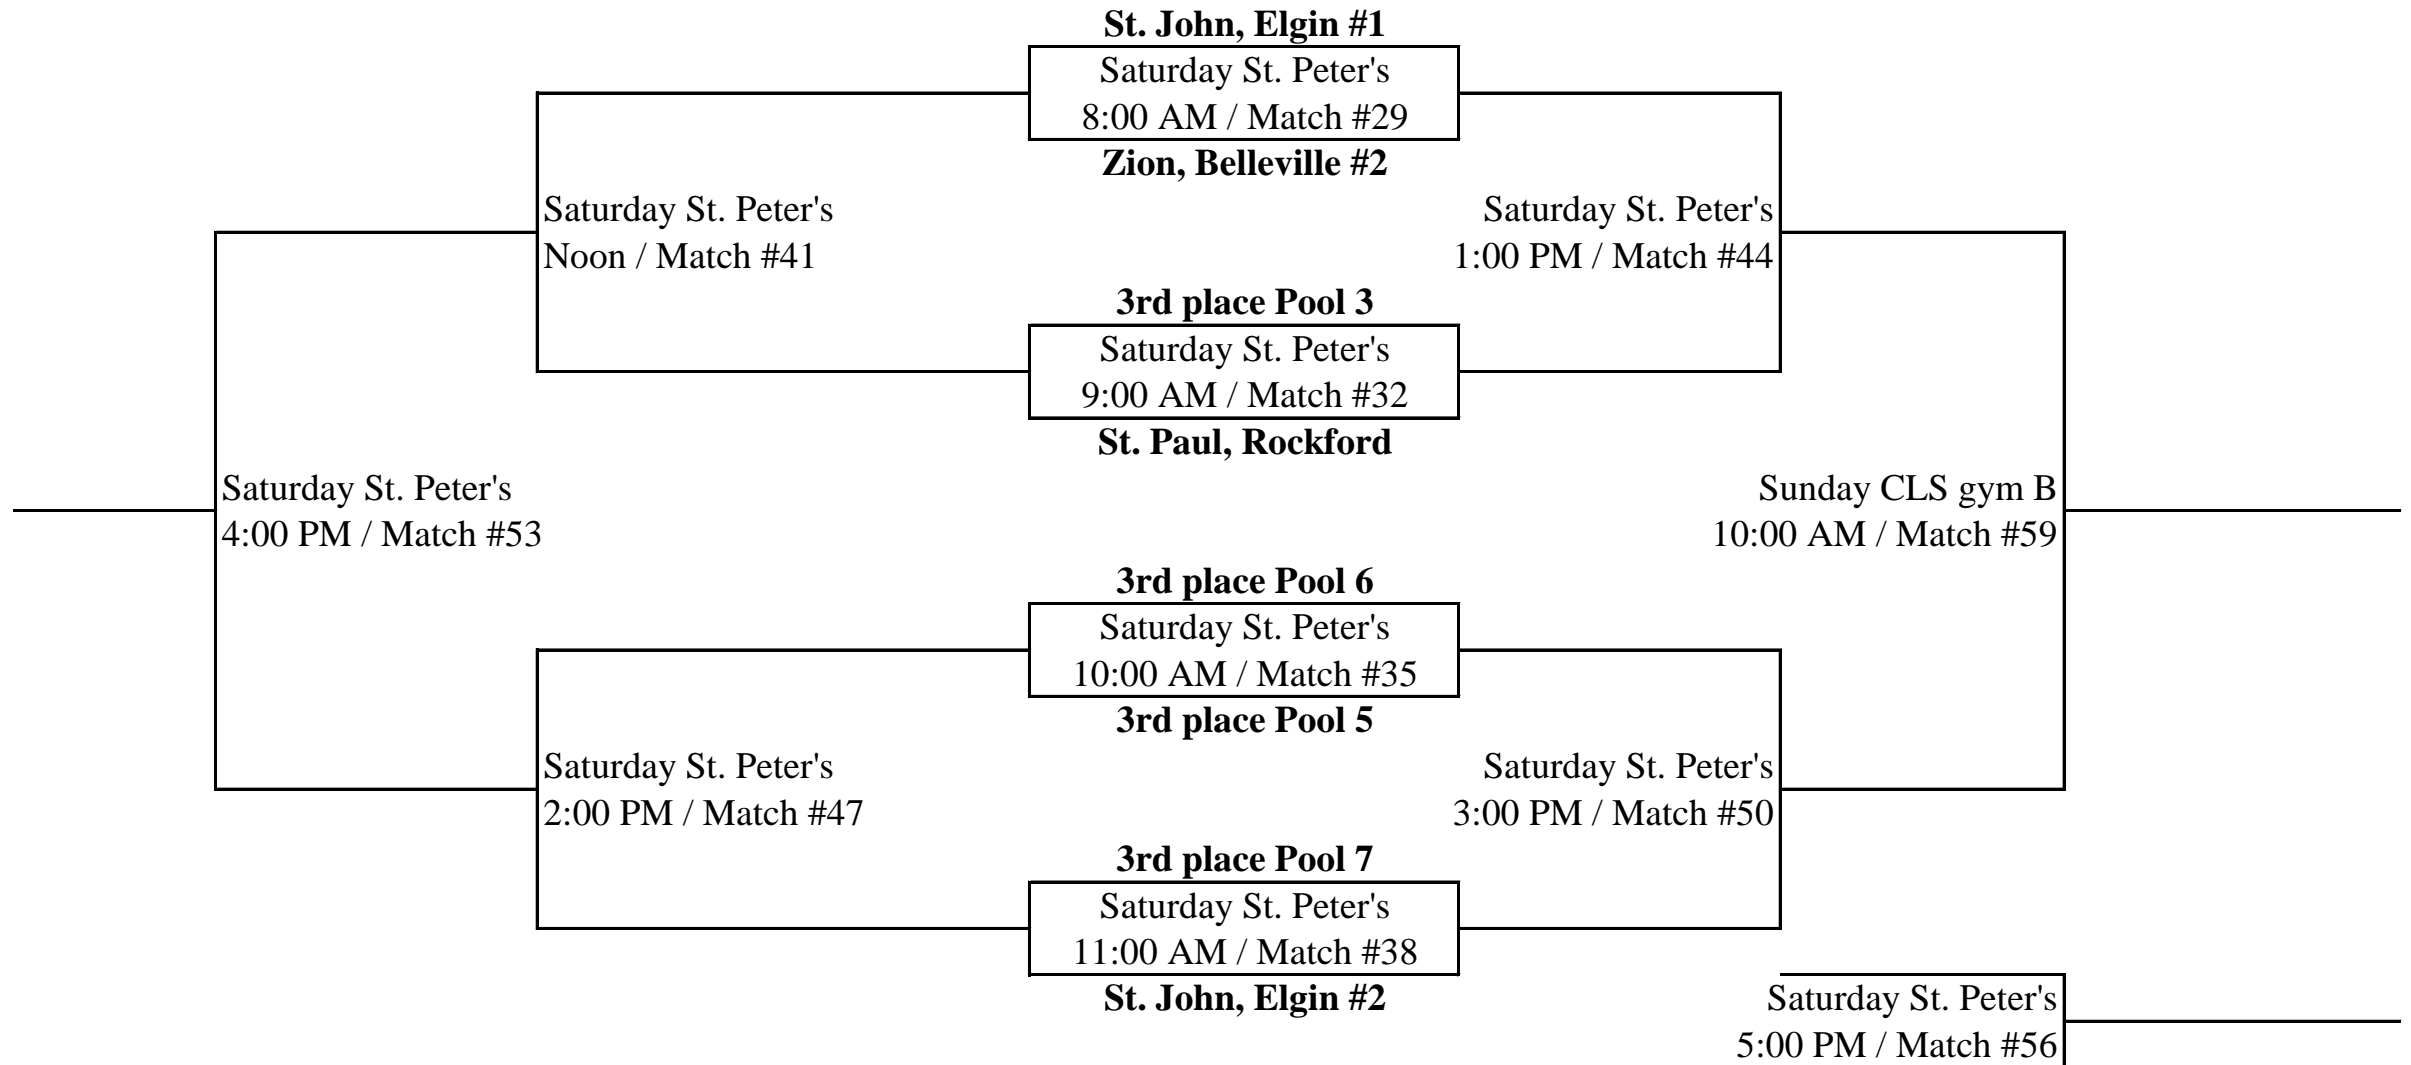 St. John, Elgin #1
Saturday St. Peter's
8:00 AM / Match #29
Zion, Belleville #2
Saturday St. Peter's
Noon / Match #41
Saturday St. Peter's
1:00 PM / Match #44
3rd place Pool 3
Saturday St. Peter's
9:00 AM / Match #32
St. Paul, Rockford
Saturday St. Peter's
4:00 PM / Match #53
Sunday CLS gym B
10:00 AM / Match #59
3rd place Pool 6
Saturday St. Peter's
10:00 AM / Match #35
3rd place Pool 5
Saturday St. Peter's
2:00 PM / Match #47
Saturday St. Peter's
3:00 PM / Match #50
3rd place Pool 7
Saturday St. Peter's
11:00 AM / Match #38
St. John, Elgin #2
Saturday St. Peter's
5:00 PM / Match #56